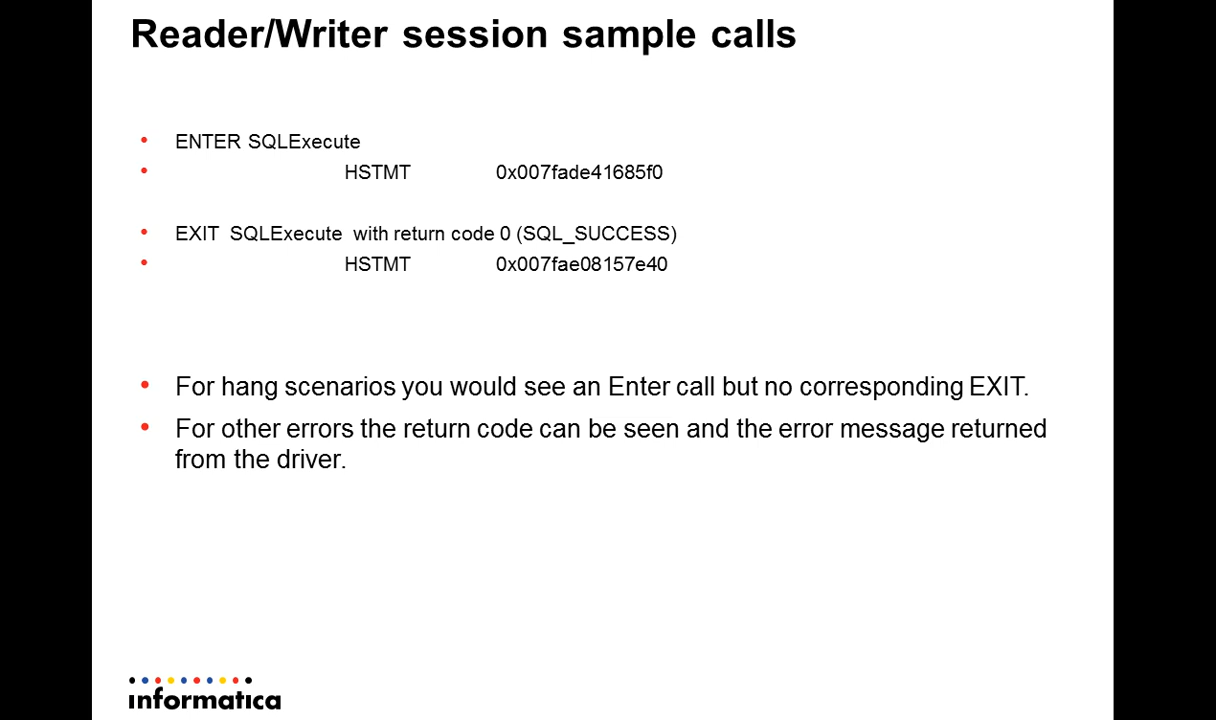 Reader/Writer session sample calls
• ENTER SQLExecute
• HSTMT 0x007fade41685f0
• EXIT SQLExecute with return code 0 (SQL_SUCCESS)
• HSTMT 0x007fae08157e40
• For hang scenarios you would see an Enter call but no corresponding EXIT.
• For other errors the return code can be seen and the error message returned
from the driver.
informatica